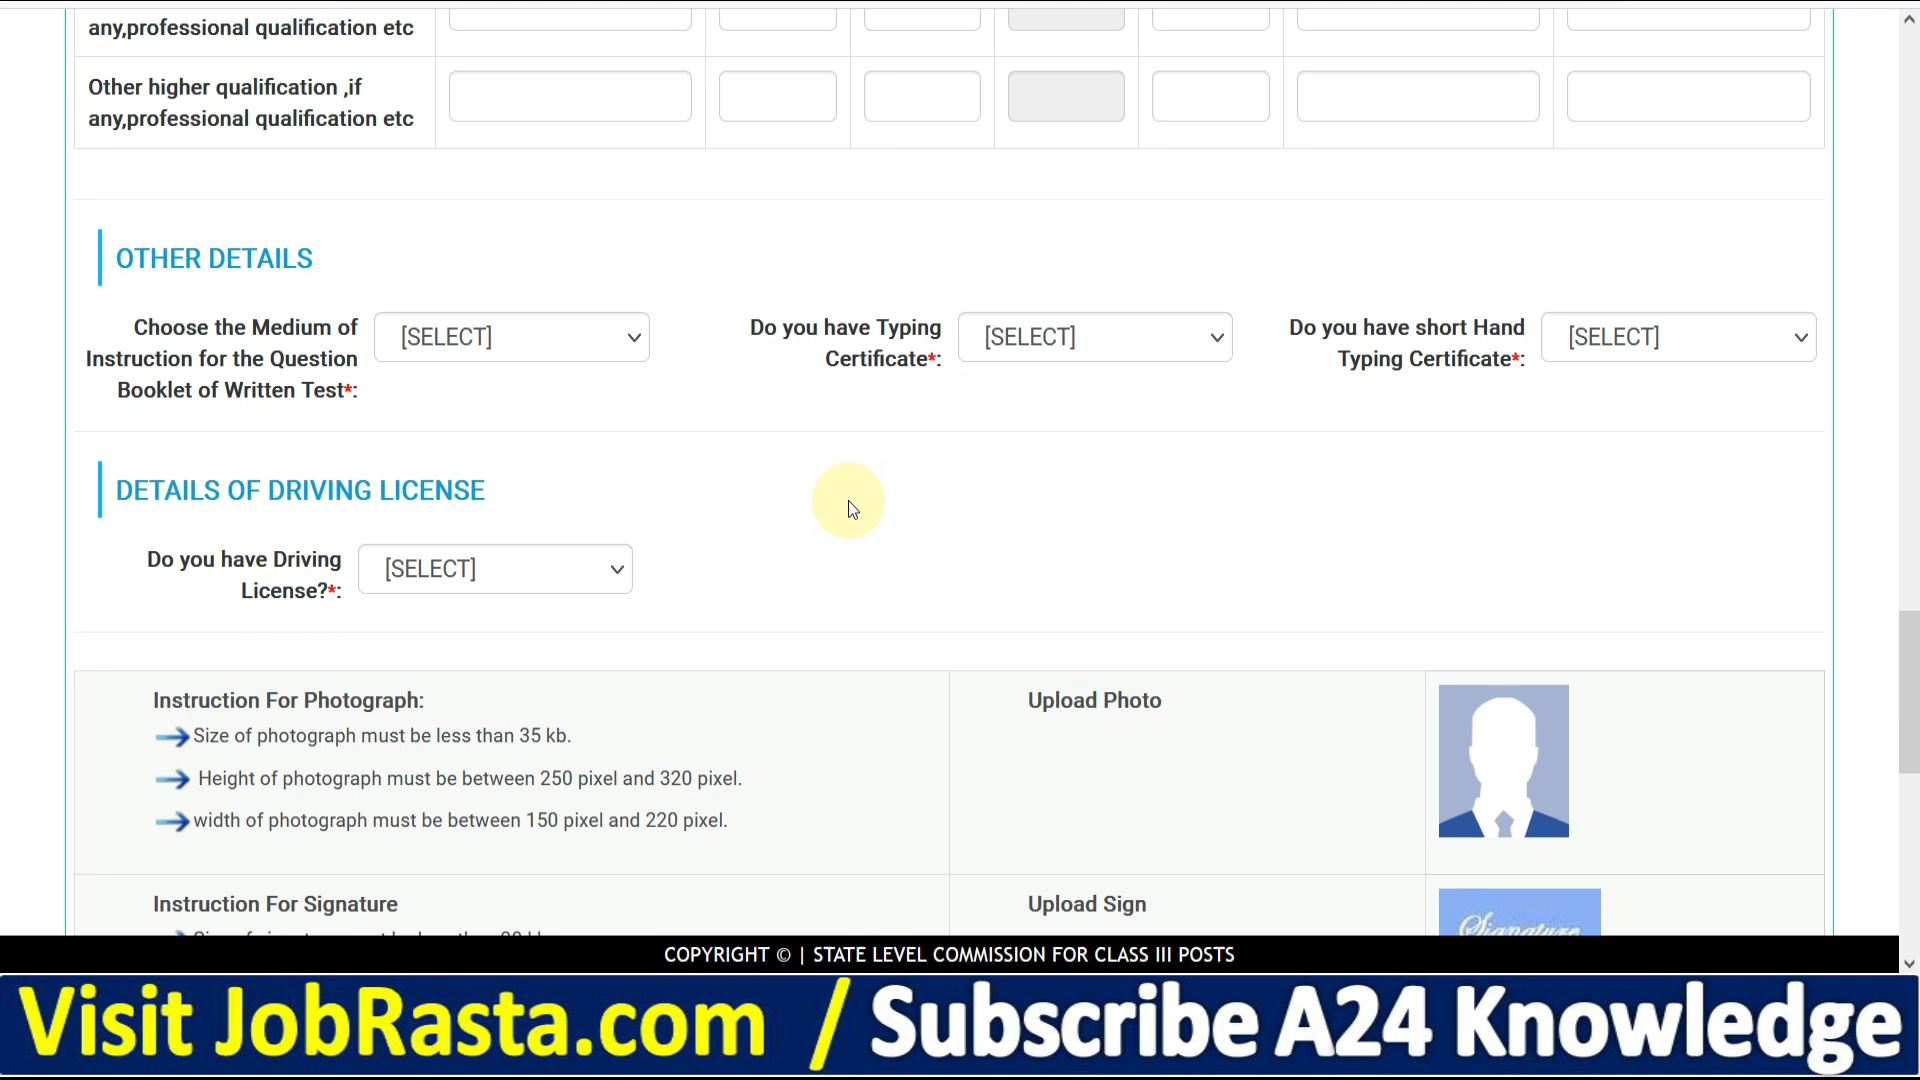 any,professional qualification etc
Other higher qualification ,if
any,professional qualification etc
OTHER DETAILS
Choose the Medium of
Instruction for the Question
Booklet of Written Test*:
[SELECT]
Do you have Typing
Certificate*:
[SELECT]
Do you have short Hand
Typing Certificate*:
[SELECT]
DETAILS OF DRIVING LICENSE
Do you have Driving
License?*:
[SELECT]
Instruction For Photograph:
Size of photograph must be less than 35 kb.
Height of photograph must be between 250 pixel and 320 pixel.
width of photograph must be between 150 pixel and 220 pixel.
Upload Photo
Instruction For Signature
Upload Sign
Signature
COPYRIGHT © | STATE LEVEL COMMISSION FOR CLASS III POSTS
Visit JobRasta.com / Subscribe A24 Knowledge